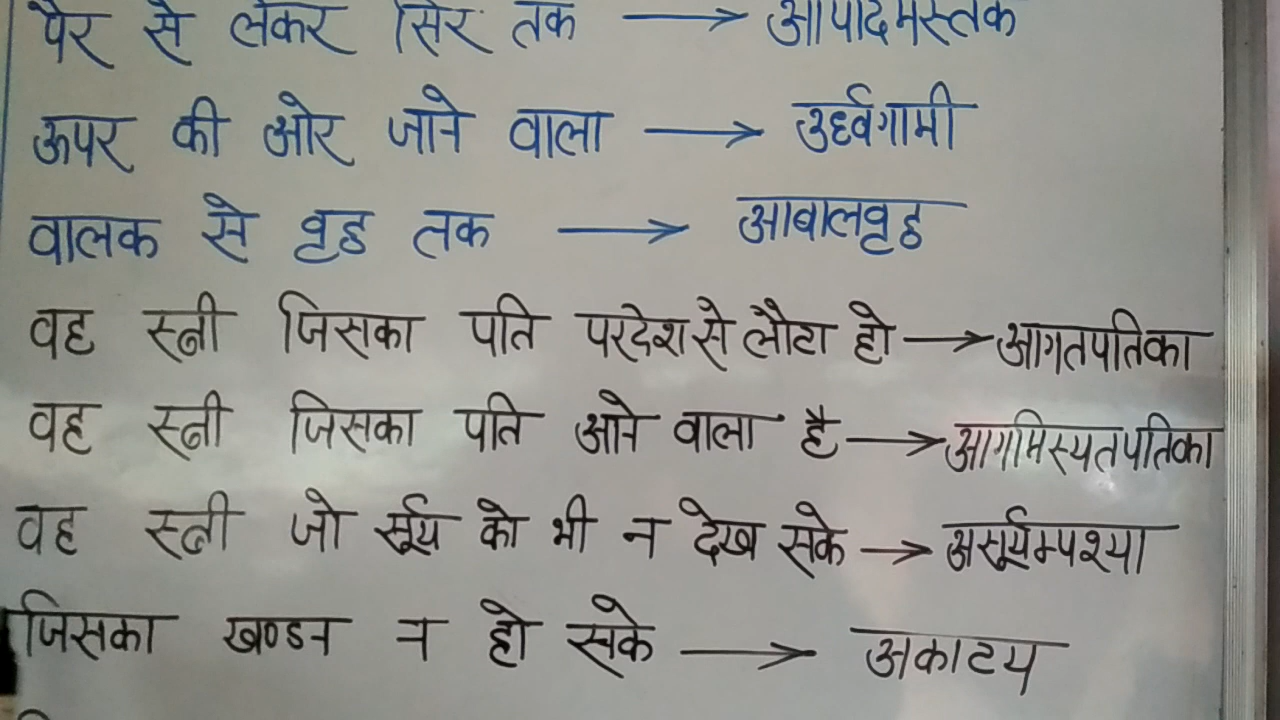 पैर से लेकर सिर तक → आपादमस्तक
ऊपर की ओर जाने वाला → उर्ध्वगामी
वालक से वृद्ध तक → आबालवृद्ध
वह स्त्री जिसका पति परदेश से लौटा हो → आगतपतिका
वह स्त्री जिसका पति आने वाला है → आगमिस्यतपतिका
वह स्त्री जो सूर्य को भी न देख सके → असूर्यम्पश्या
जिसका खण्डन न हो सके → अकाटय